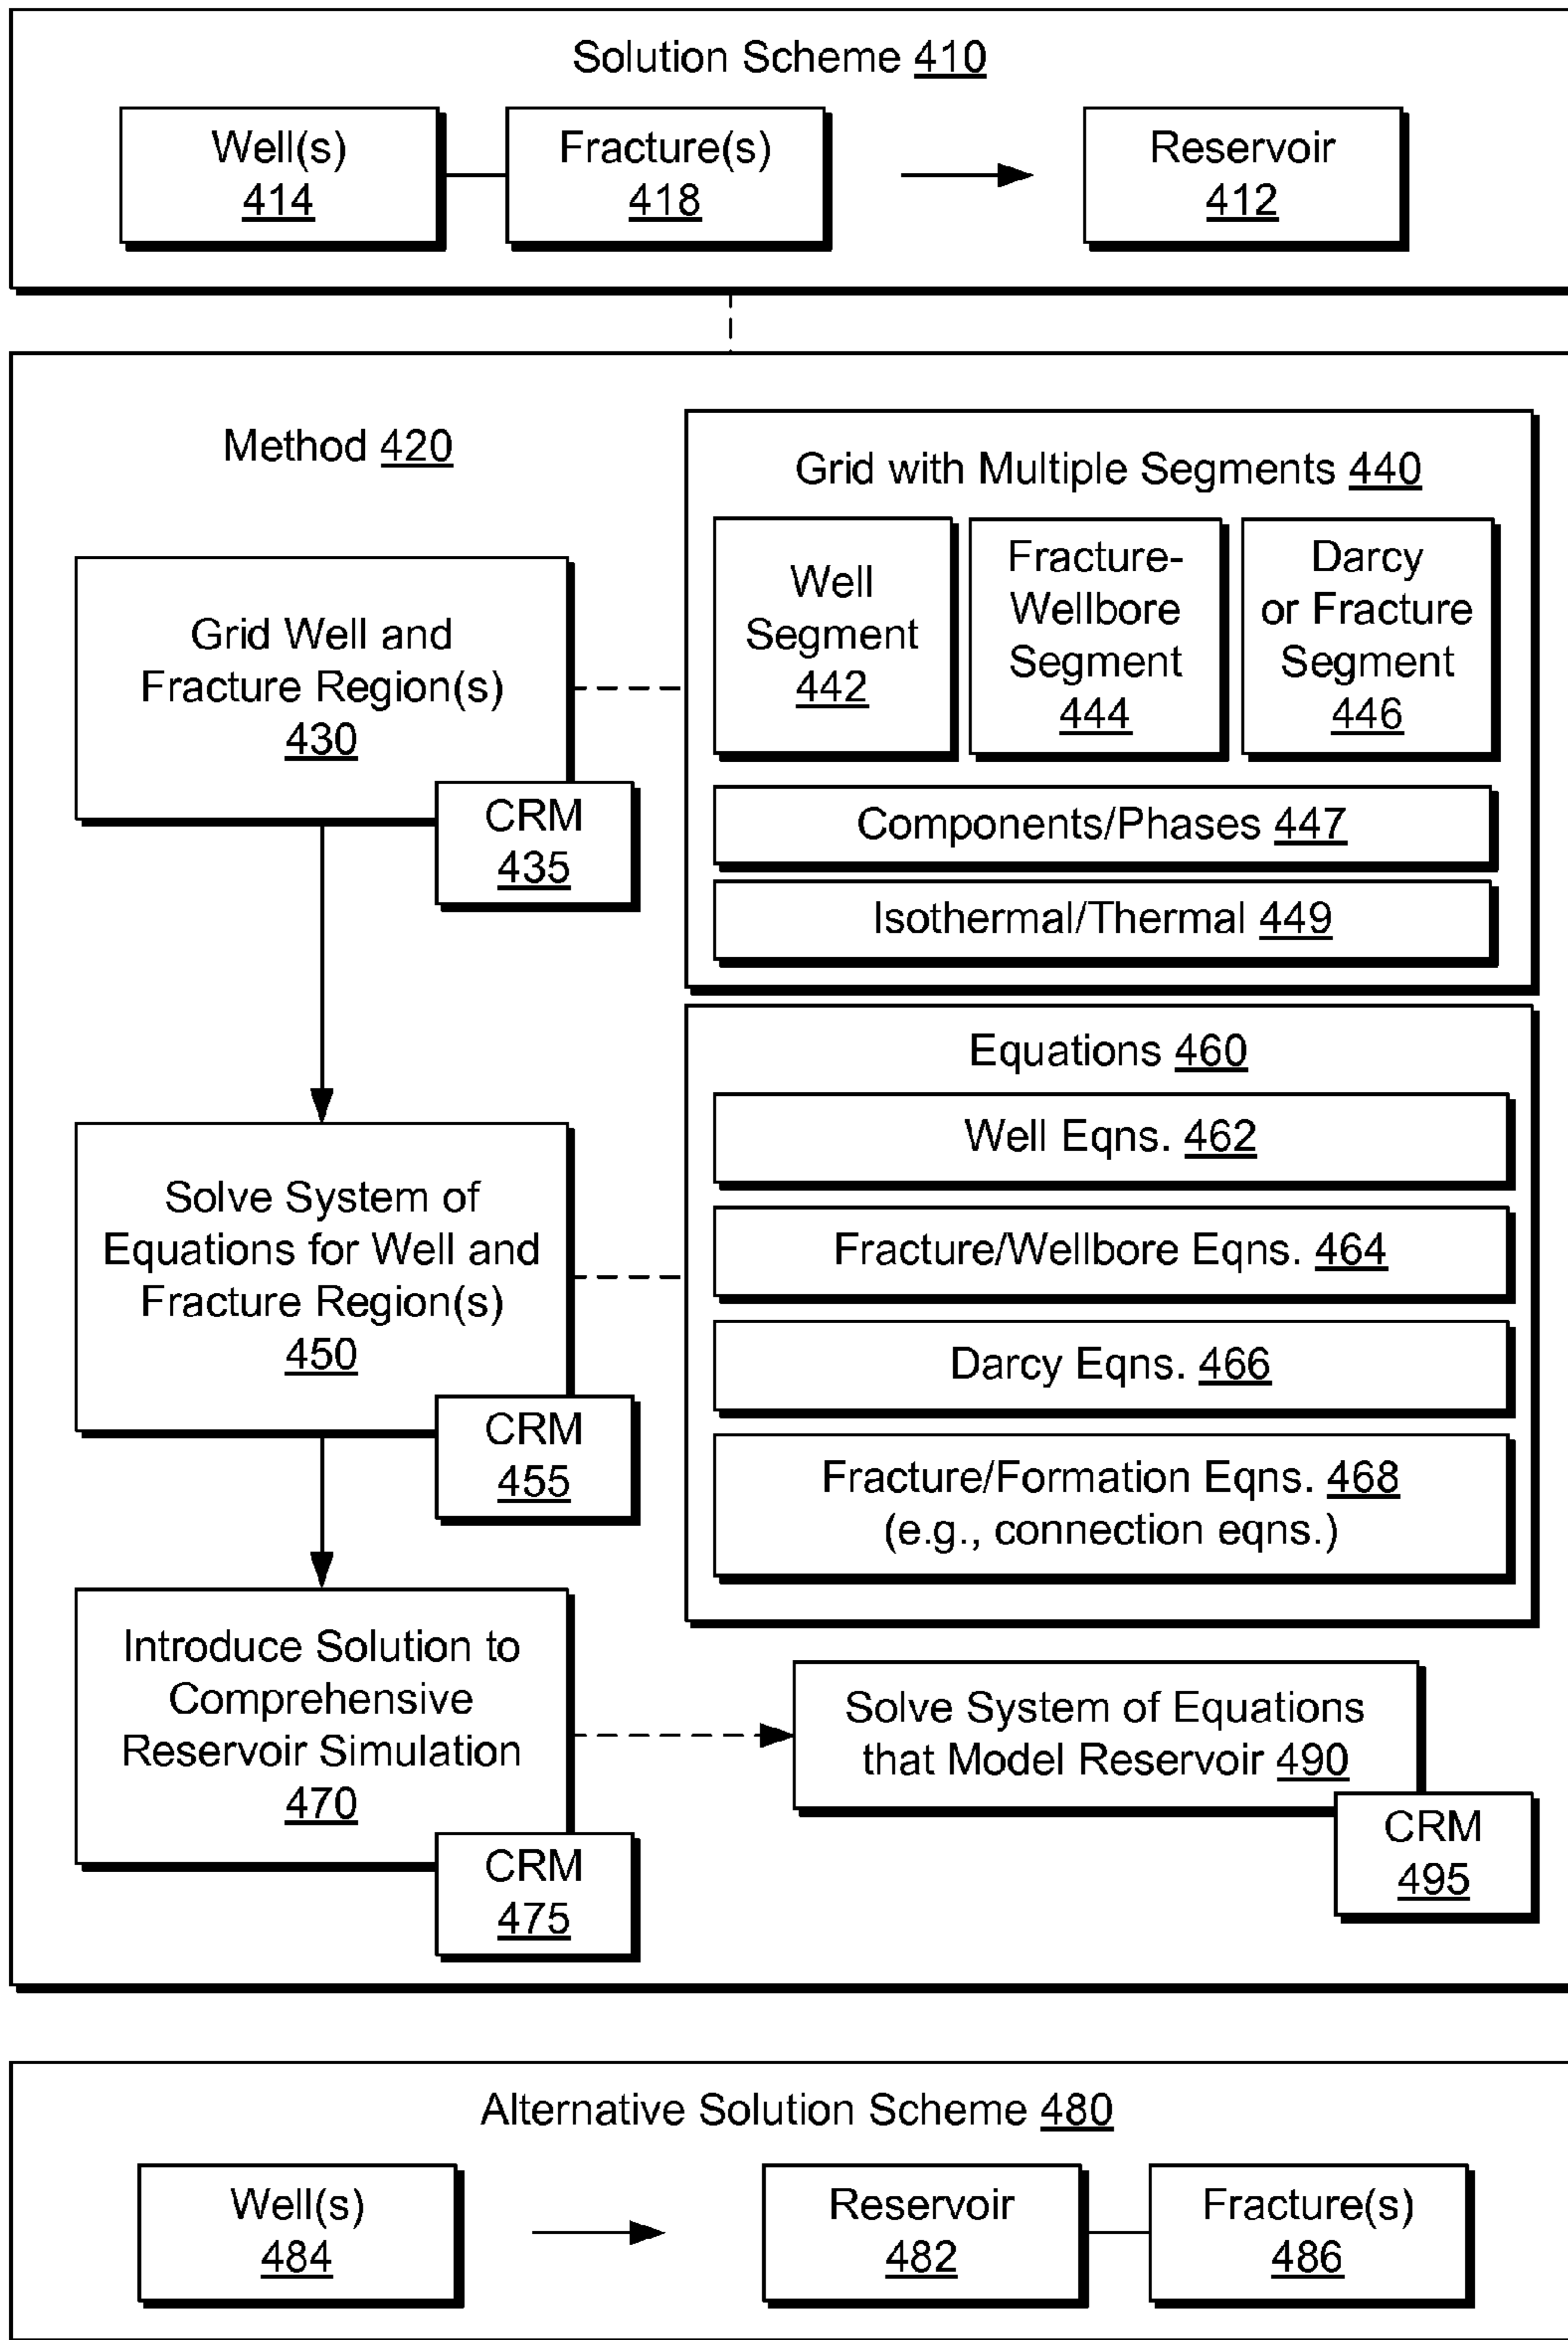 Solution Scheme 410
Well(s)
414
Fracture(s)
418
Reservoir
412
Method 420
Grid Well and
Fracture Region(s)
430
CRM
435
Grid with Multiple Segments 440
Well
Segment
442
Fracture-
Wellbore
Segment
444
Darcy
or Fracture
Segment
446
Components/Phases 447
Isothermal/Thermal 449
Solve System of
Equations for Well and
Fracture Region(s)
450
CRM
455
Equations 460
Well Eqns. 462
Fracture/Wellbore Eqns. 464
Darcy Eqns. 466
Fracture/Formation Eqns. 468
(e.g., connection eqns.)
Introduce Solution to
Comprehensive
Reservoir Simulation
470
CRM
475
Solve System of Equations
that Model Reservoir 490
CRM
495
Alternative Solution Scheme 480
Well(s)
484
Reservoir
482
Fracture(s)
486